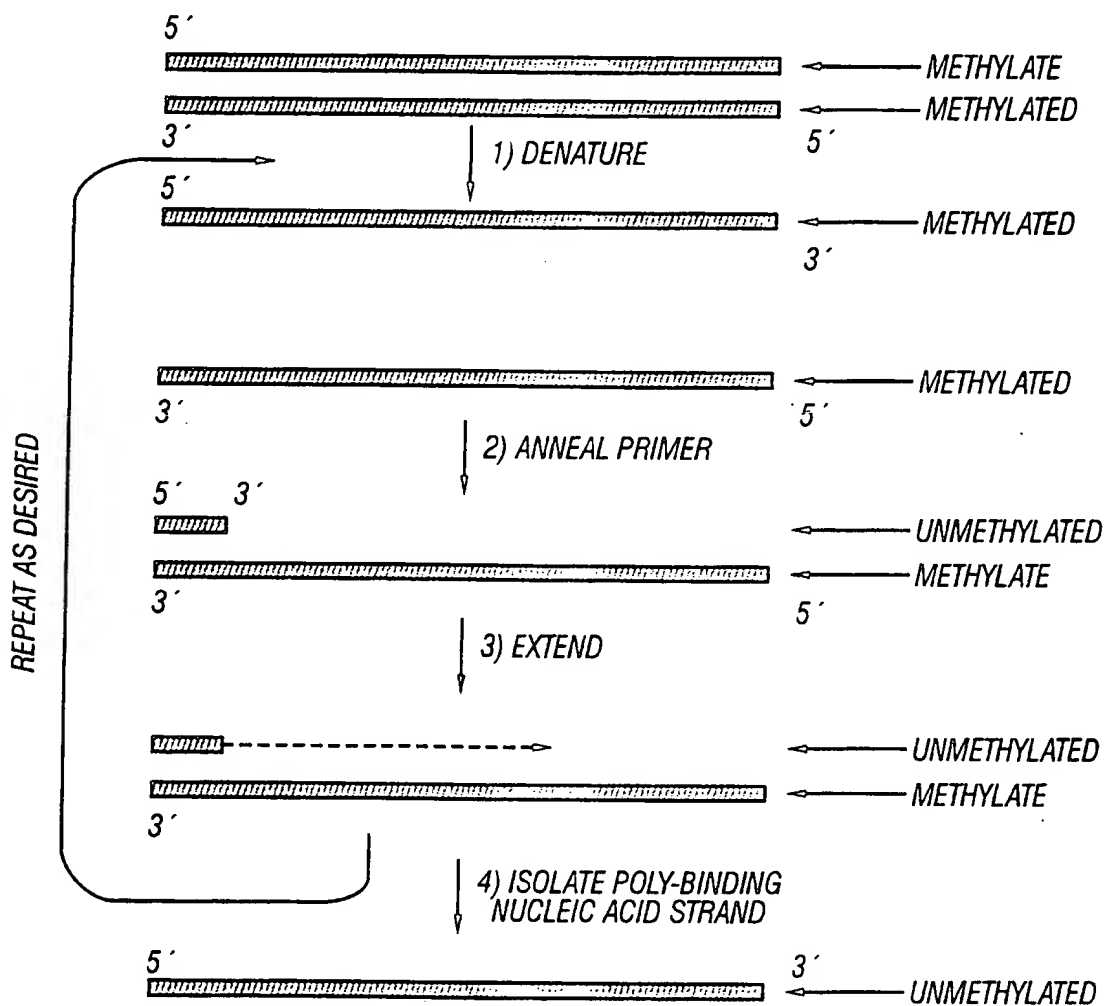 5´
METHYLATE
METHYLATED
3´
5´
1) DENATURE
5´
METHYLATED
3´
METHYLATED
3´
5´
2) ANNEAL PRIMER
REPEAT AS DESIRED
5´ 3´
UNMETHYLATED
METHYLATE
3´
5´
3) EXTEND
UNMETHYLATED
METHYLATE
3´
4) ISOLATE POLY-BINDING
NUCLEIC ACID STRAND
5´
3´
UNMETHYLATED